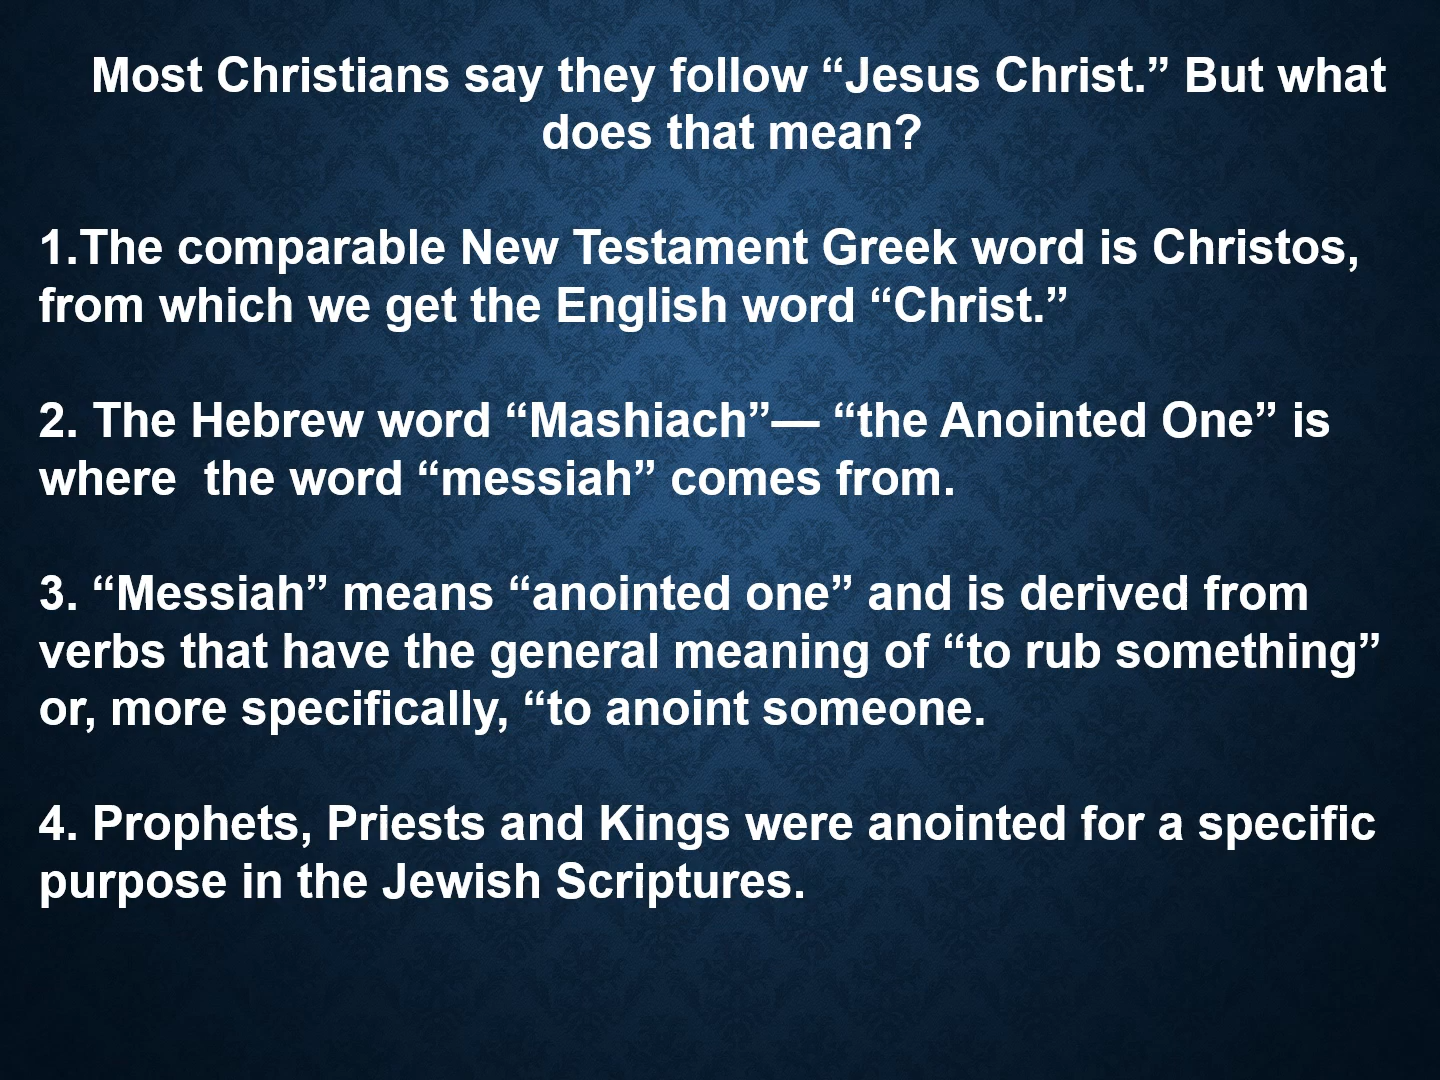 Most Christians say they follow “Jesus Christ.” But what
does that mean?
1.The comparable New Testament Greek word is Christos,
from which we get the English word “Christ.”
2. The Hebrew word “Mashiach”— “the Anointed One” is
where  the word “messiah” comes from.
3. “Messiah” means “anointed one” and is derived from
verbs that have the general meaning of “to rub something”
or, more specifically, “to anoint someone.
4. Prophets, Priests and Kings were anointed for a specific
purpose in the Jewish Scriptures.